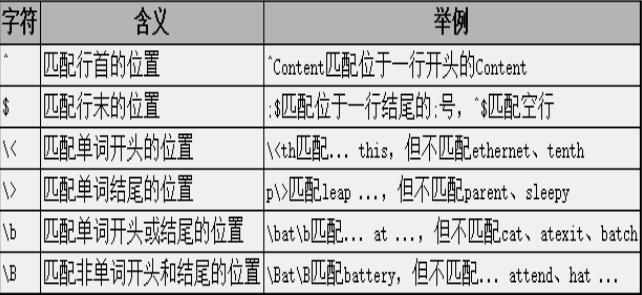 字符 含义 举例
^ 匹配行首的位置 ^Content匹配位于一行开头的Content
$ 匹配行末的位置 ;$匹配位于一行结尾的;号，^$匹配空行
\< 匹配单词开头的位置 \<th匹配... this，但不匹配ethernet、tenth
\> 匹配单词结尾的位置 p\>匹配leap ...，但不匹配parent、sleepy
\b 匹配单词开头或结尾的位置 \bat\b匹配... at ...，但不匹配cat、atexit、batch
\B 匹配非单词开头和结尾的位置 \Bat\B匹配battery，但不匹配... attend、hat ...